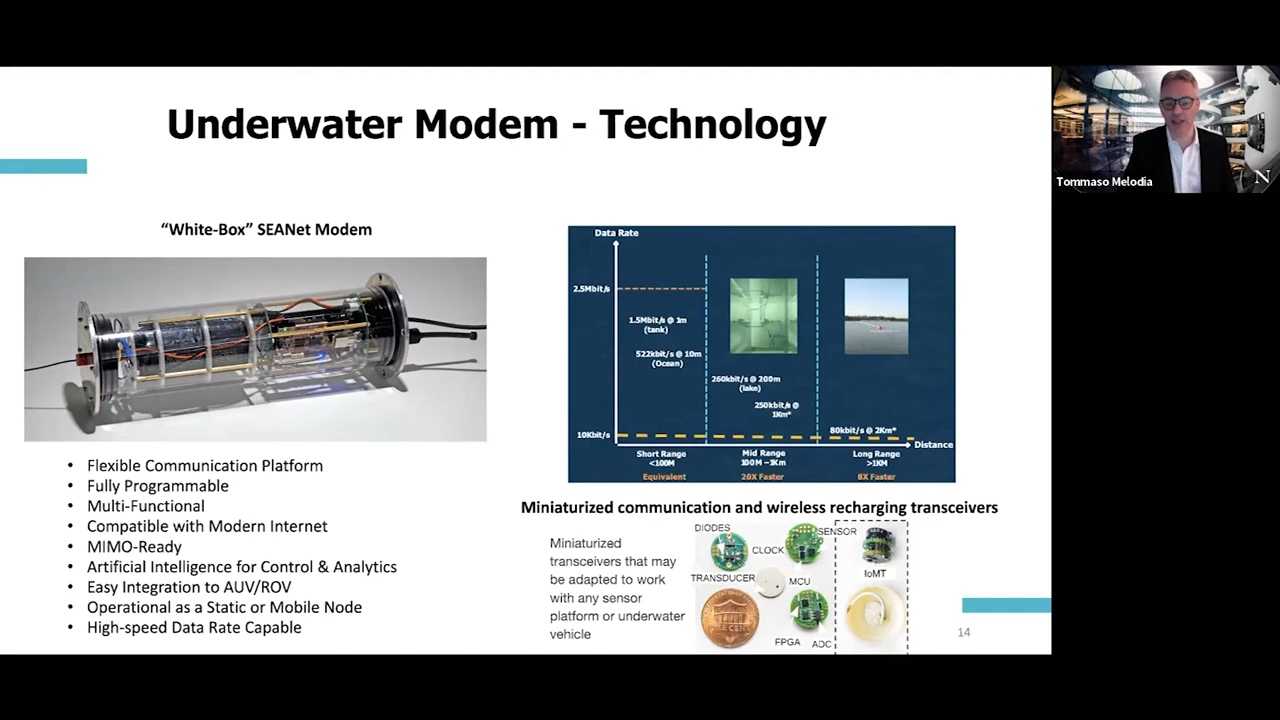 Underwater Modem - Technology
Tommaso Melodia
N
“White-Box” SEANet Modem
• Flexible Communication Platform
• Fully Programmable
• Multi-Functional
• Compatible with Modern Internet
• MIMO-Ready
• Artificial Intelligence for Control & Analytics
• Easy Integration to AUV/ROV
• Operational as a Static or Mobile Node
• High-speed Data Rate Capable
Data Rate
2.5Mbit/s
1.5Mbit/s @ 1m
(tank)
522kbit/s @ 10m
(Ocean)
260kbit/s @ 200m
(lake)
250kbit/s @
1Km*
80kbit/s @ 2Km*
10Kbit/s
Distance
Short Range
<100M
Mid Range
100M -1Km
Long Range
>1KM
Equivalent
20X Faster
8X Faster
Miniaturized communication and wireless recharging transceivers
Miniaturized
transceivers that may
be adapted to work
with any sensor
platform or underwater
vehicle
DIODES
CLOCK
SENSOR
TRANSDUCER
MCU
IoMT
FPGA
ADC
14